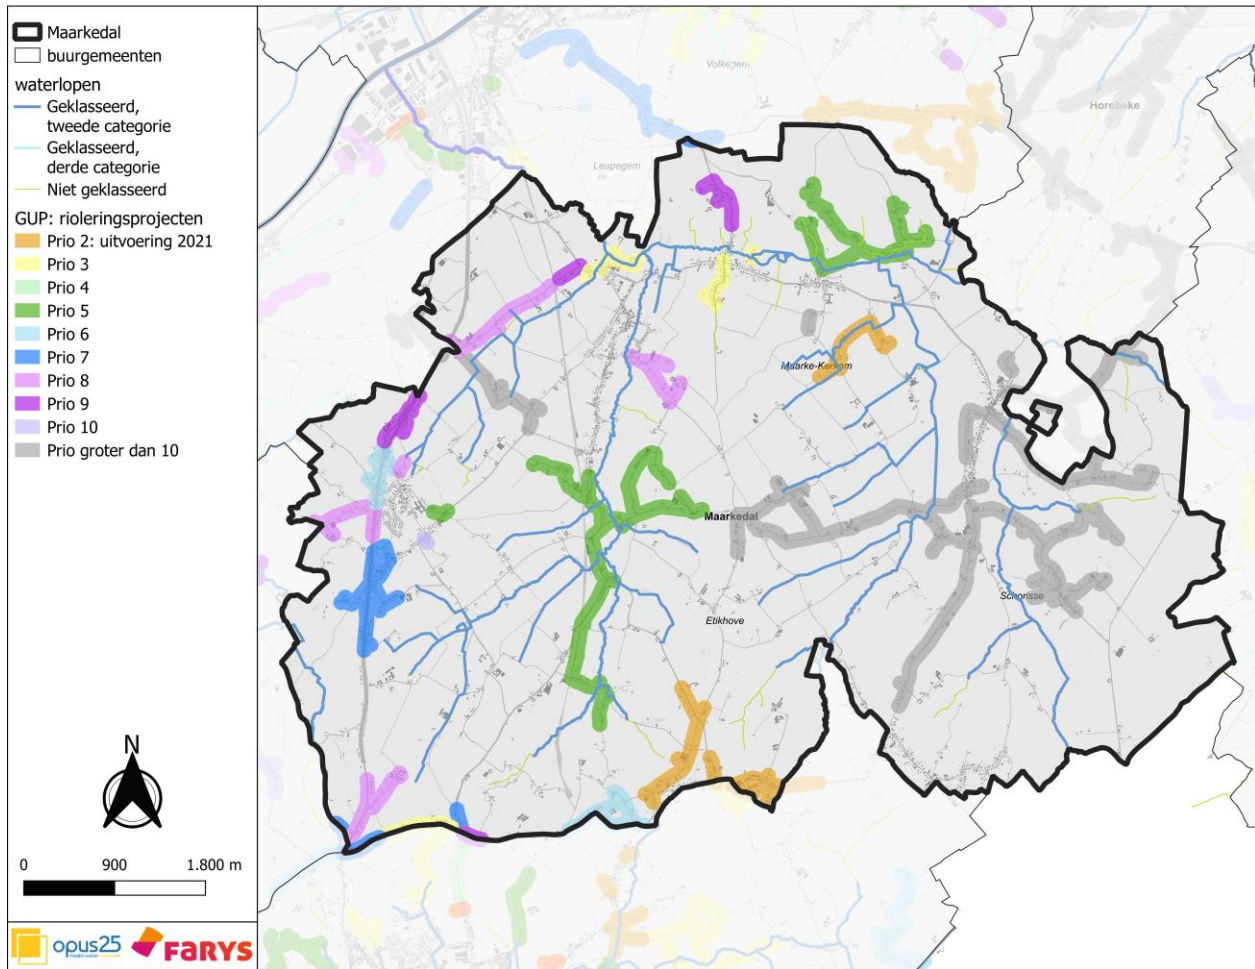 Maarkedal
buurgemeenten
waterlopen
Geklasseerd,
tweede categorie
Geklasseerd,
derde categorie
Niet geklasseerd
GUP: rioleringsprojecten
Prio 2: uitvoering 2021
Prio 3
Prio 4
Prio 5
Prio 6
Prio 7
Prio 8
Prio 9
Prio 10
Prio groter dan 10
N
0 900 1.800 m
opus25
FARYS
Volkegem
Horebeke
Leupegem
Maarke-Kerkem
Maarkedal
Schorisse
Etikhove